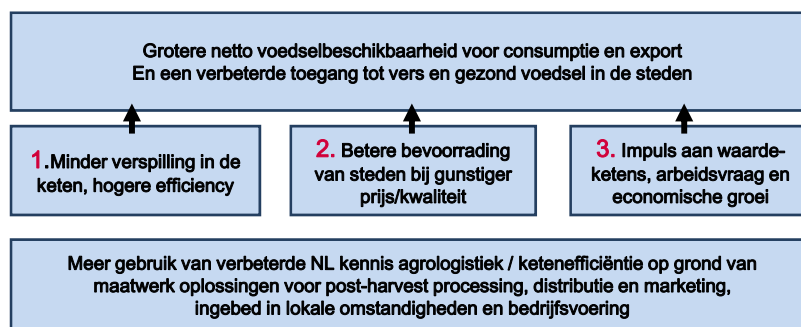 Grotere netto voedselbeschikbaarheid voor consumptie en export
En een verbeterde toegang tot vers en gezond voedsel in de steden
1.Minder verspilling in de
keten, hogere efficiency
2. Betere bevoorrading
van steden bij gunstiger
prijs/kwaliteit
3. Impuls aan waarde-
ketens, arbeidsvraag en
economische groei
Meer gebruik van verbeterde NL kennis agrologistiek / ketenefficiëntie op grond van
maatwerk oplossingen voor post-harvest processing, distributie en marketing,
ingebed in lokale omstandigheden en bedrijfsvoering